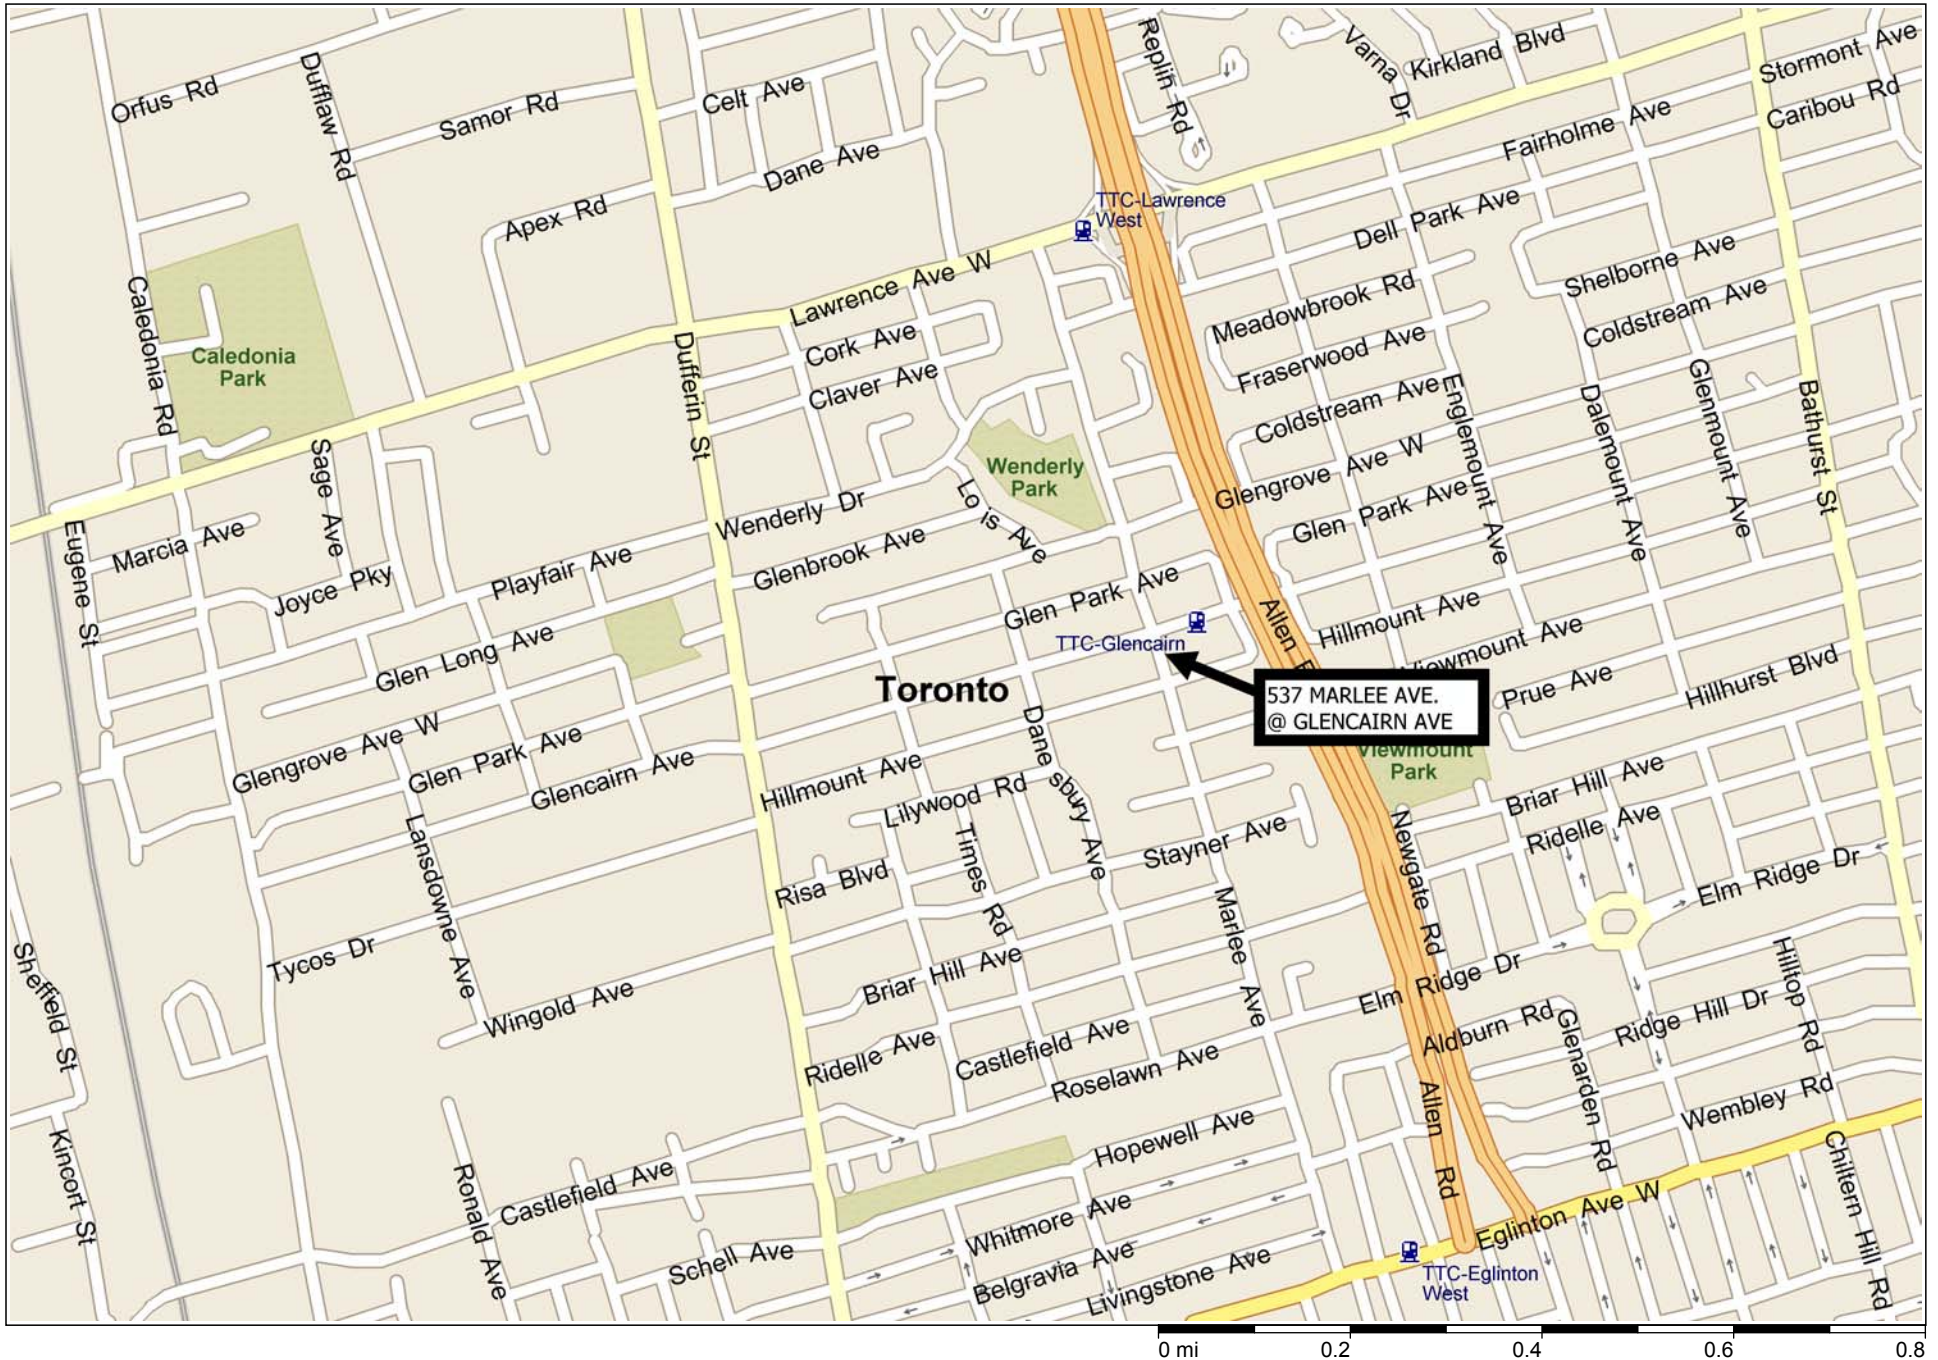 Orfus Rd
Dufflaw Rd
Samor Rd
Celt Ave
Dane Ave
Apex Rd
Replin Rd
Varna Dr
Kirkland Blvd
Stormont Ave
Caribou Rd
Fairholme Ave
TTC-Lawrence
West
Dell Park Ave
Shelborne Ave
Coldstream Ave
Meadowbrook Rd
Fraserwood Ave
Coldstream Ave
Lawrence Ave W
Cork Ave
Claver Ave
Caledonia Rd
Caledonia
Park
Dufferin St
Sage Ave
Wenderly
Park
Wenderly Dr
Lo is Ave
Glengrove Ave W
Glen Park Ave
Englemount Ave
Dalemount Ave
Glenmount Ave
Bathurst St
Eugene St
Marcia Ave
Joyce Pky
Playfair Ave
Glenbrook Ave
Glen Park Ave
TTC-Glencairn
Allen
Hillmount Ave
Viewmount Ave
Prue Ave
Hillhurst Blvd
Glen Long Ave
Toronto
537 MARLEE AVE.
@ GLENCAIRN AVE
Viewmount
Park
Glengrove Ave W
Glen Park Ave
Glencairn Ave
Hillmount Ave
Lilywood Rd
Dane sbury Ave
Times Rd
Stayner Ave
Risa Blvd
Lansdowne Ave
Tycos Dr
Wingold Ave
Briar Hill Ave
Ridelle Ave
Elm Ridge Dr
Newgate Rd
Marlee Ave
Briar Hill Ave
Ridelle Ave
Castlefield Ave
Roselawn Ave
Elm Ridge Dr
Aldburn Rd
Glenarden Rd
Ridge Hill Dr
Hilltop Rd
Wembley Rd
Sheffield St
Kincort St
Ronald Ave
Castlefield Ave
Schell Ave
Hopewell Ave
Whitmore Ave
Belgravia Ave
Livingstone Ave
Allen Rd
Eglinton Ave W
TTC-Eglinton
West
Chiltern Hill Rd
0 mi 0.2 0.4 0.6 0.8